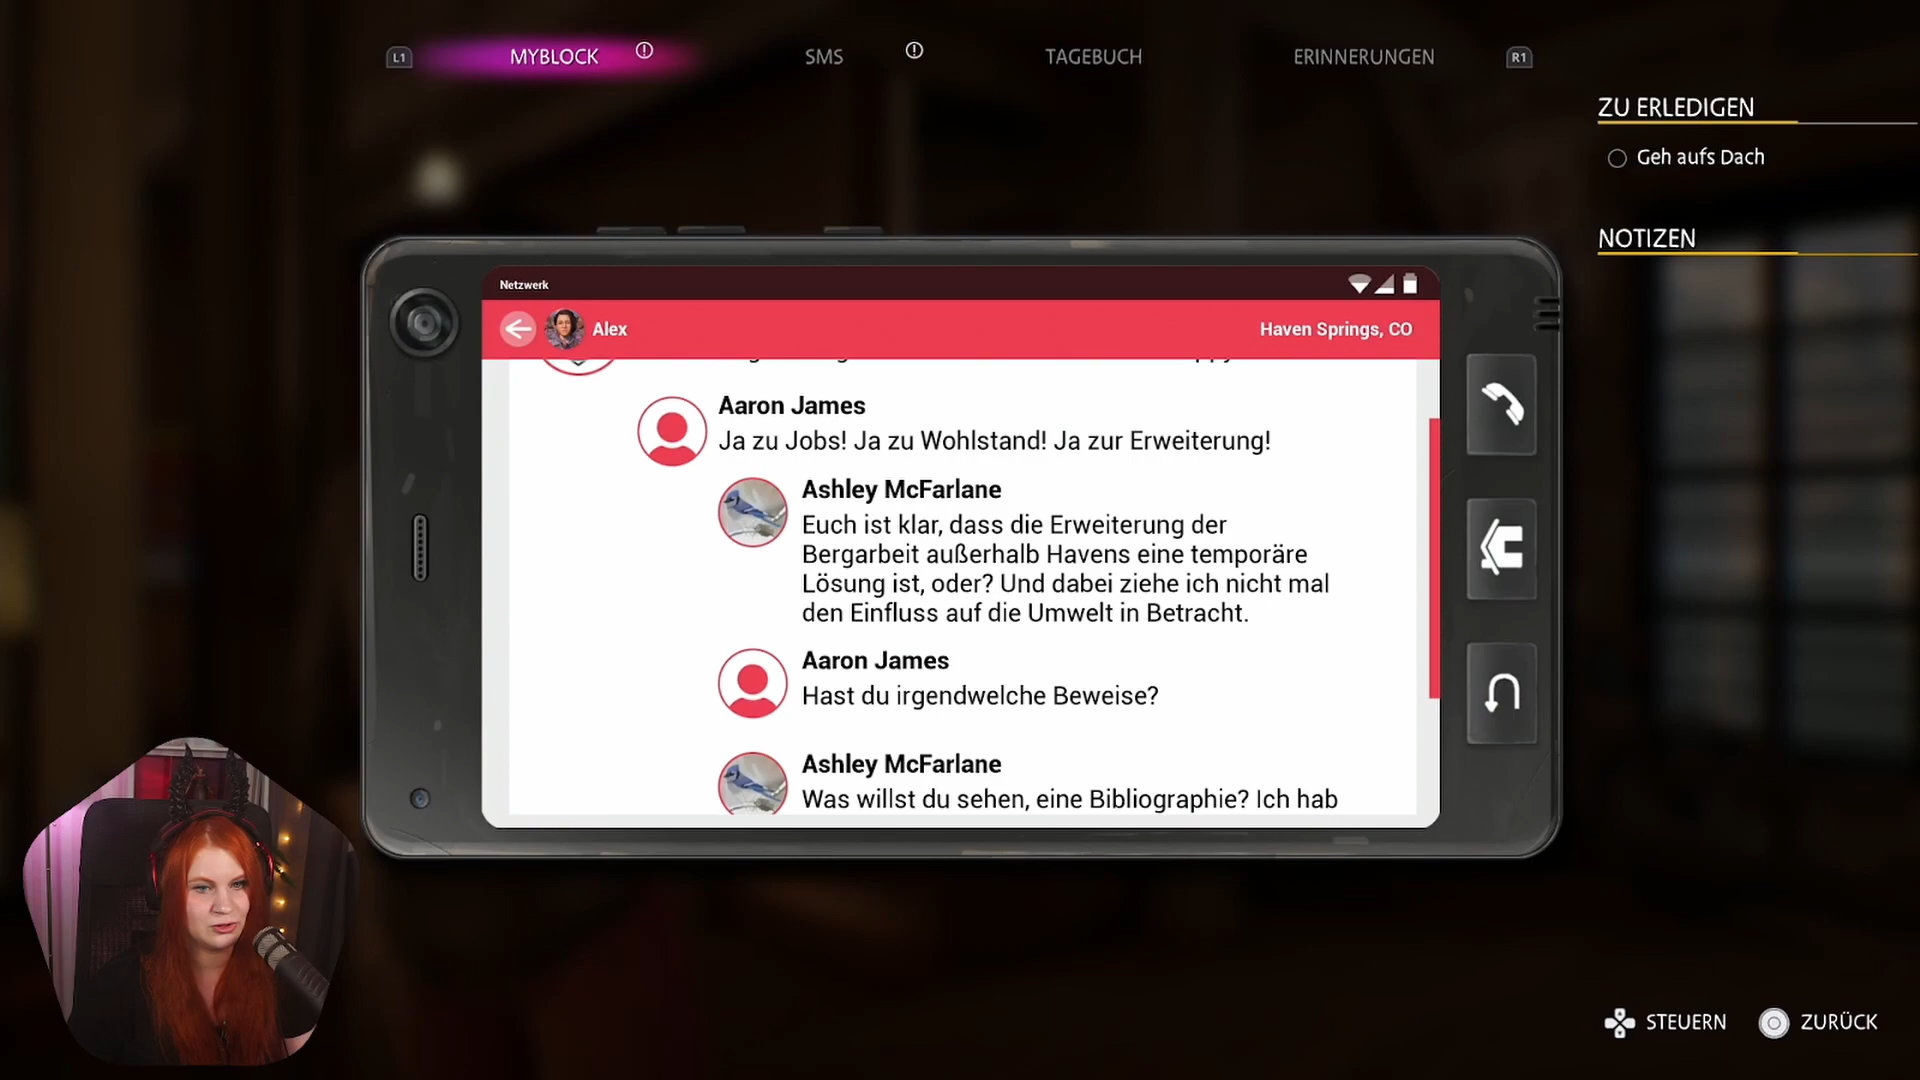 L1
MYBLOCK
SMS
TAGEBUCH
ERINNERUNGEN
R1
ZU ERLEDIGEN
Geh aufs Dach
NOTIZEN
Netzwerk
Alex
Haven Springs, CO
Aaron James
Ja zu Jobs! Ja zu Wohlstand! Ja zur Erweiterung!
Ashley McFarlane
Euch ist klar, dass die Erweiterung der
Bergarbeit außerhalb Havens eine temporäre
Lösung ist, oder? Und dabei ziehe ich nicht mal
den Einfluss auf die Umwelt in Betracht.
Aaron James
Hast du irgendwelche Beweise?
Ashley McFarlane
Was willst du sehen, eine Bibliographie? Ich hab
STEUERN
ZURÜCK